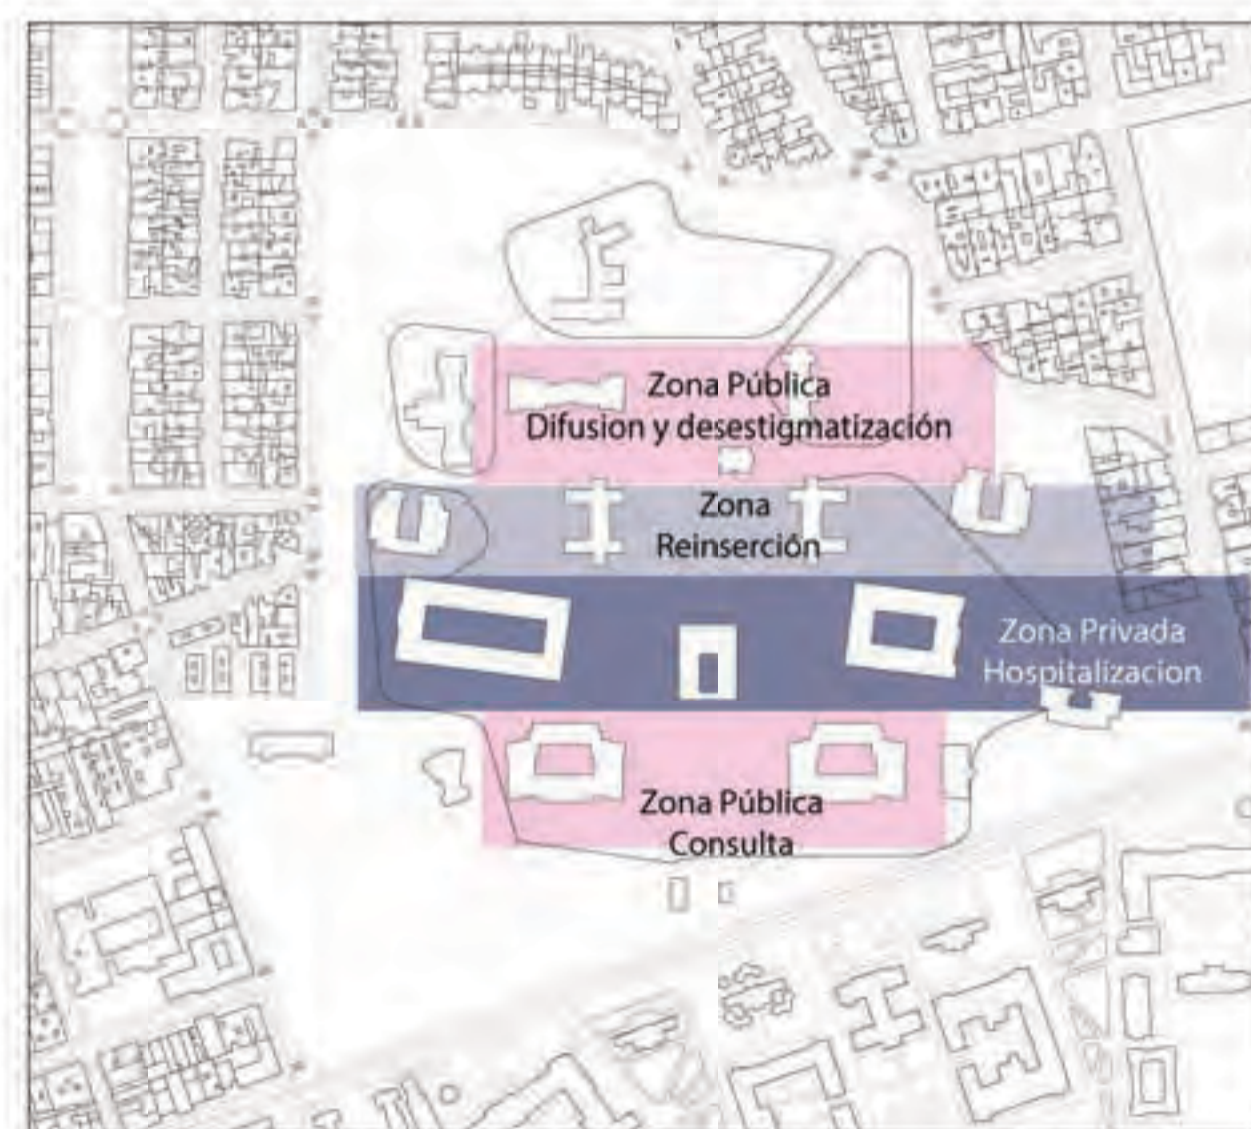 Zona Pública
Difusion y desestigmatización
Zona
Reinserción
Zona Privada
Hospitalizacion
Zona Pública
Consulta